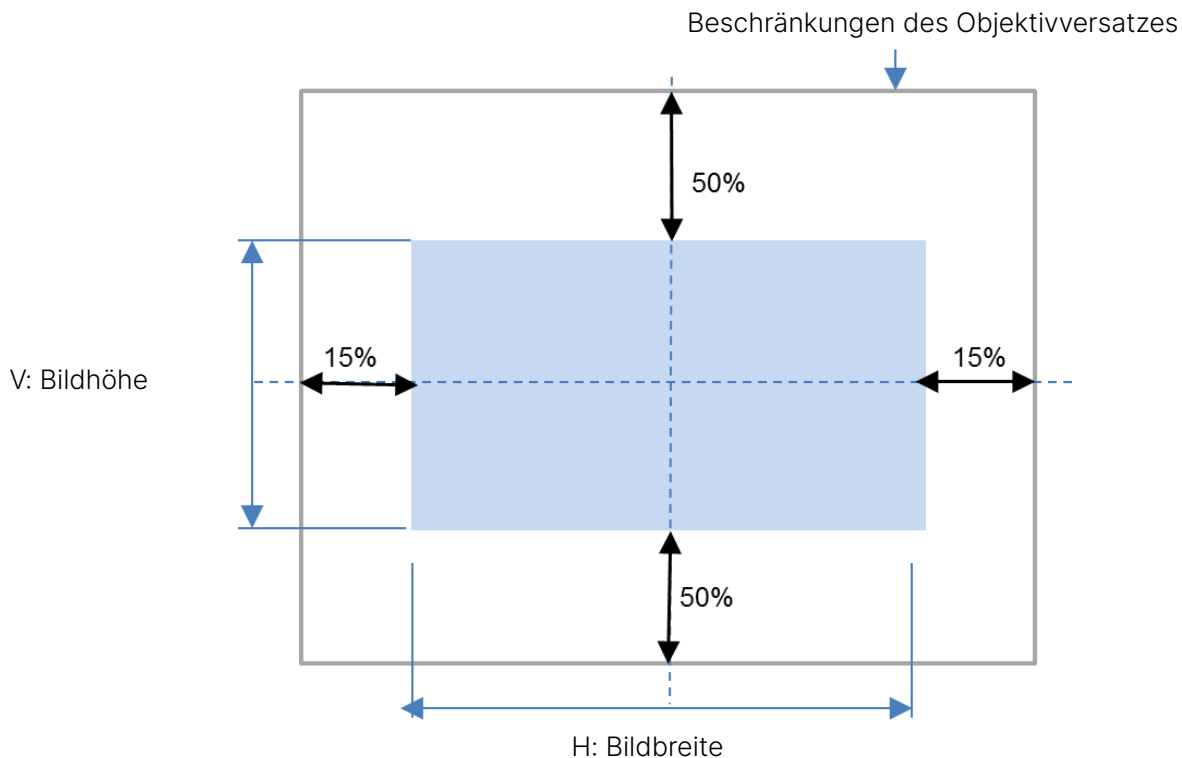 Beschränkungen des Objektivversatzes
50%
15%
15%
V: Bildhöhe
50%
H: Bildbreite